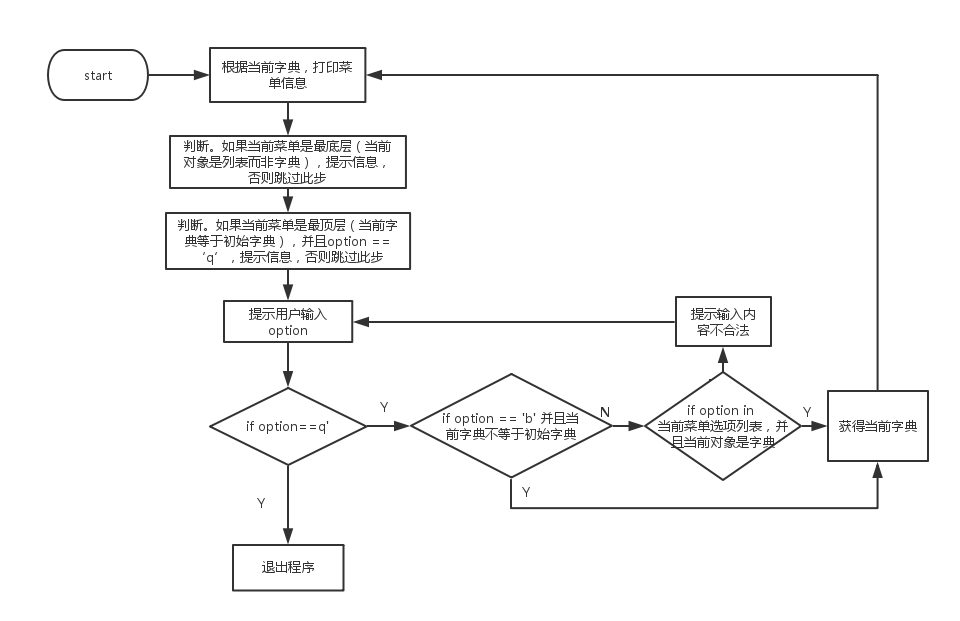 start
根据当前字典，打印菜
单信息
判断。如果当前菜单是最底层（当前
对象是列表而非字典），提示信息，
否则跳过此步
判断。如果当前菜单是最顶层（当前字
典等于初始字典），并且option ==
‘q’，提示信息，否则跳过此步
提示用户输入
option
提示输入内
容不合法
if option==q'
Y
if option == 'b' 并且当
前字典不等于初始字典
N
if option in
当前菜单选项列表，并
且当前对象是字典
Y
获得当前字典
Y
Y
退出程序